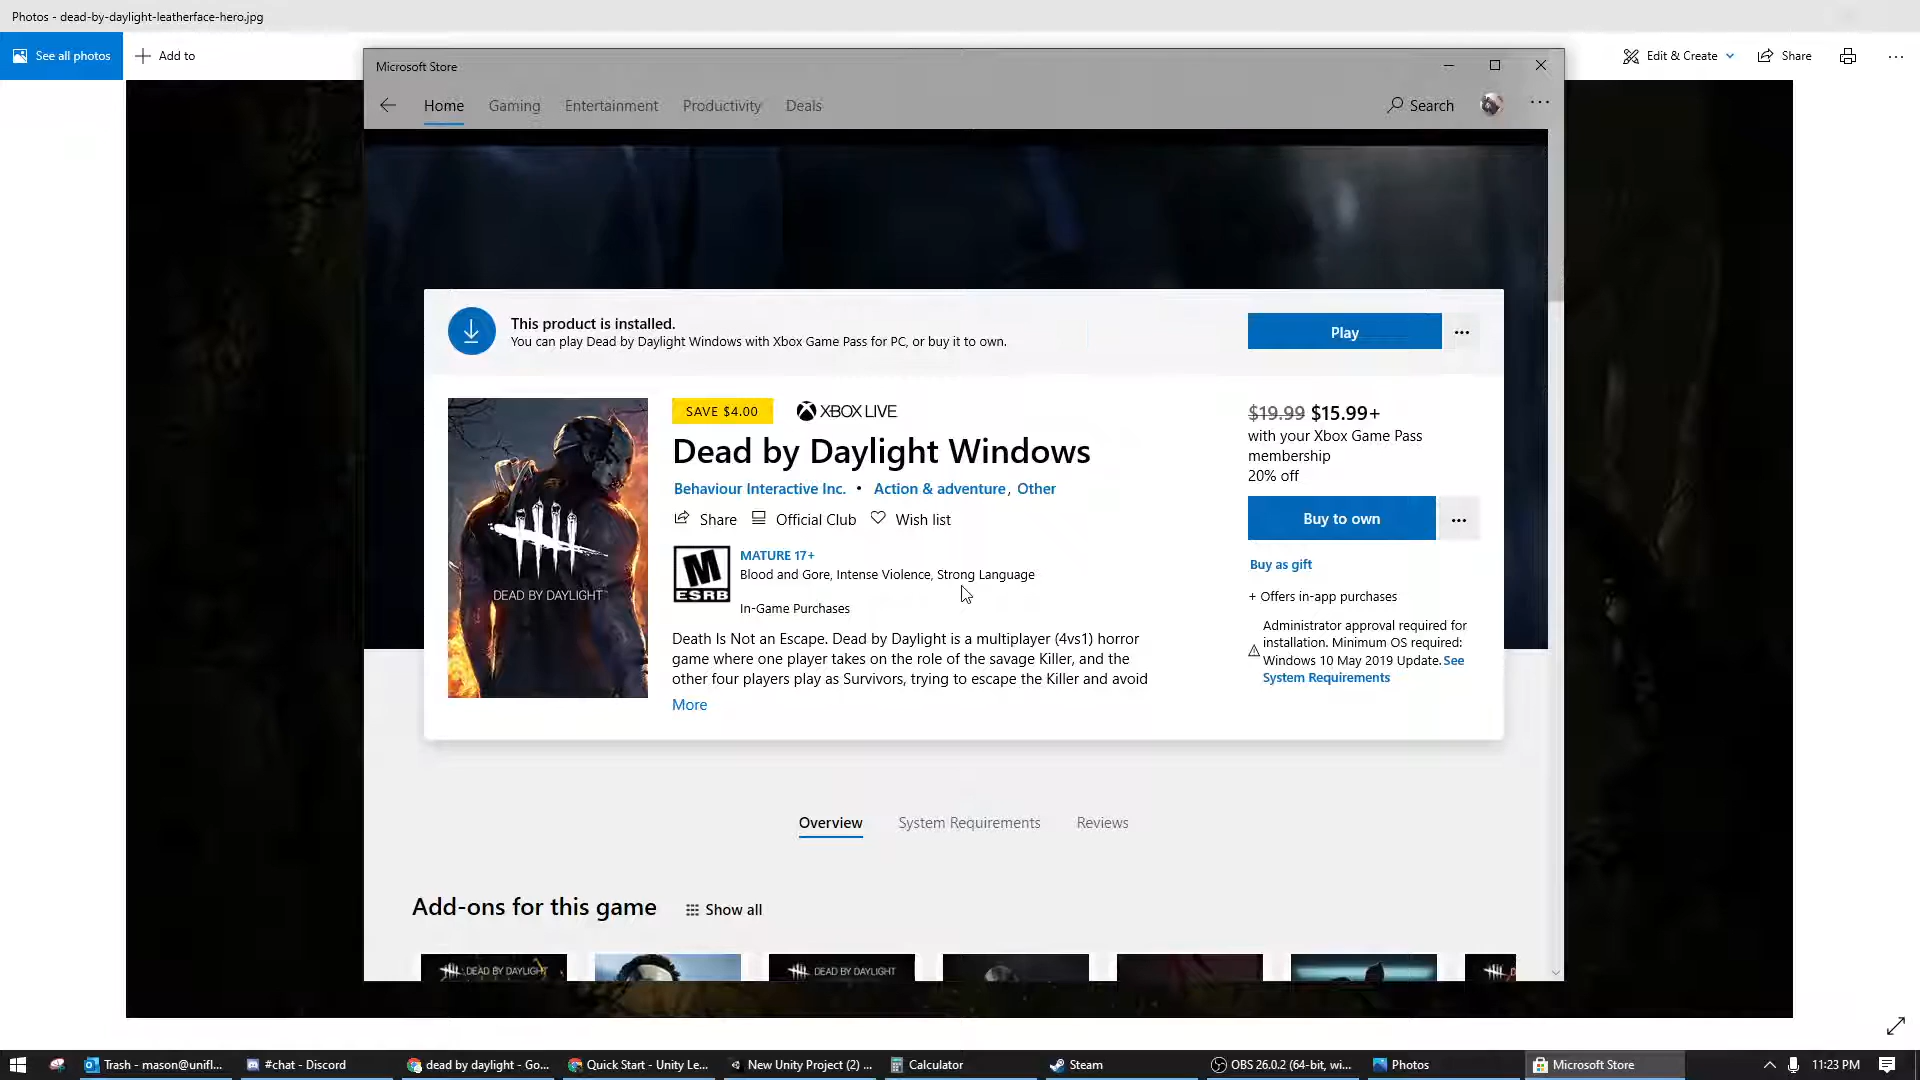 Photos - dead-by-daylight-leatherface-hero.jpg
See all photos
Add to
Edit & Create
Share
Microsoft Store
Home
Gaming
Entertainment
Productivity
Deals
Search
This product is installed.
You can play Dead by Daylight Windows with Xbox Game Pass for PC, or buy it to own.
Play
DEAD BY DAYLIGHT
SAVE $4.00
XBOX LIVE
Dead by Daylight Windows
Behaviour Interactive Inc. • Action & adventure, Other
Share
Official Club
Wish list
M
ESRB
MATURE 17+
Blood and Gore, Intense Violence, Strong Language
In-Game Purchases
Death Is Not an Escape. Dead by Daylight is a multiplayer (4vs1) horror
game where one player takes on the role of the savage Killer, and the
other four players play as Survivors, trying to escape the Killer and avoid
More
$19.99 $15.99+
with your Xbox Game Pass
membership
20% off
Buy to own
Buy as gift
+ Offers in-app purchases
Administrator approval required for
installation. Minimum OS required:
Windows 10 May 2019 Update. See
System Requirements
Overview
System Requirements
Reviews
Add-ons for this game
Show all
DEAD BY DAYLIGHT
DEAD BY DAYLIGHT
Trash - mason@unifl...
#chat - Discord
dead by daylight - Go...
Quick Start - Unity Le...
New Unity Project (2) ...
Calculator
Steam
OBS 26.0.2 (64-bit, wi...
Photos
Microsoft Store
11:23 PM